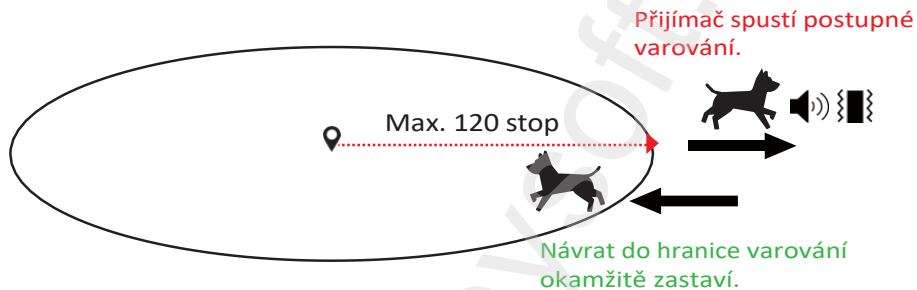 Přijímač spustí postupné
varování.
Max. 120 stop
Návrat do hranice varování
okamžitě zastaví.